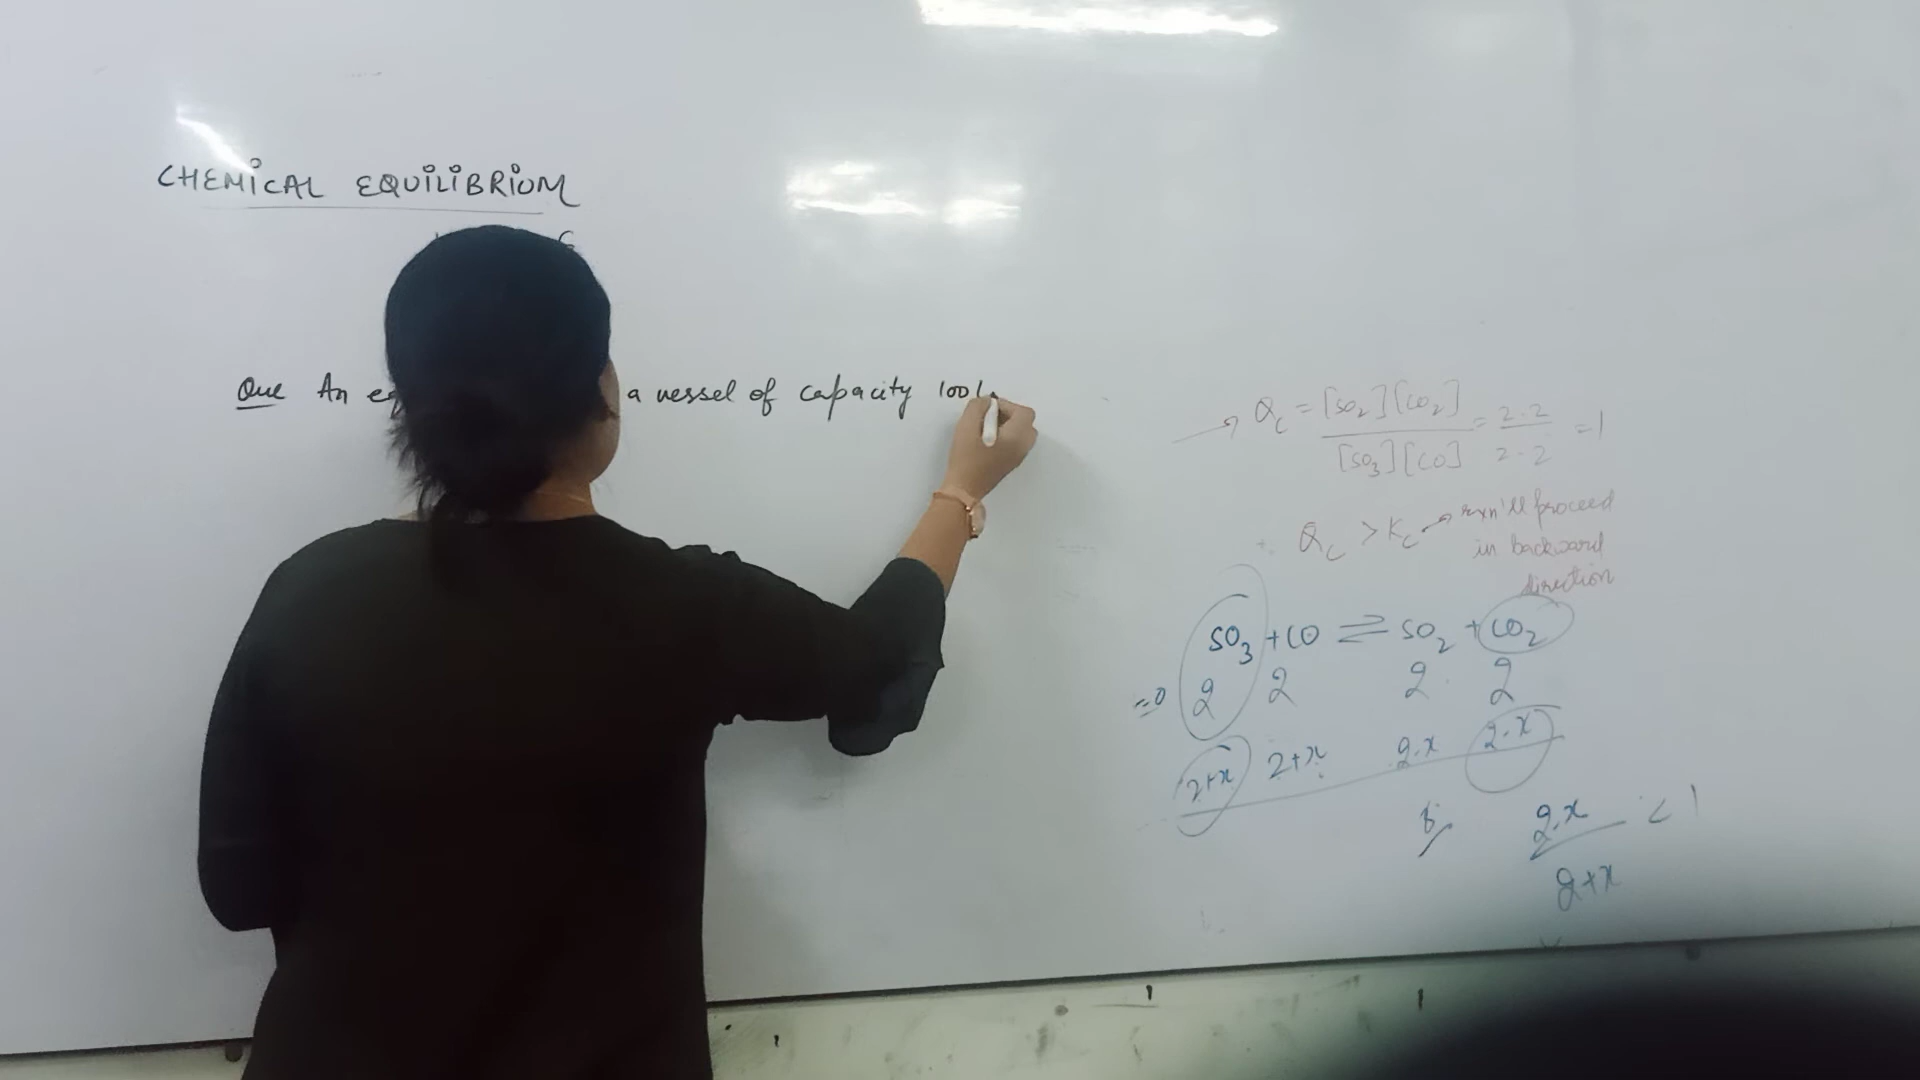 CHEMICAL EQUILIBRIUM
Que An a vessel of capacity 100L
Qc = [SO2][CO2] / [SO3][CO] = 2.2 / 2.2 = 1
Qc > Kc → rxn'll proceed
in backward
direction
SO3 + CO ⇌ SO2 + CO2
2 2 2 2
2+x 2+x 2-x 2-x
2-x / 2+x < 1